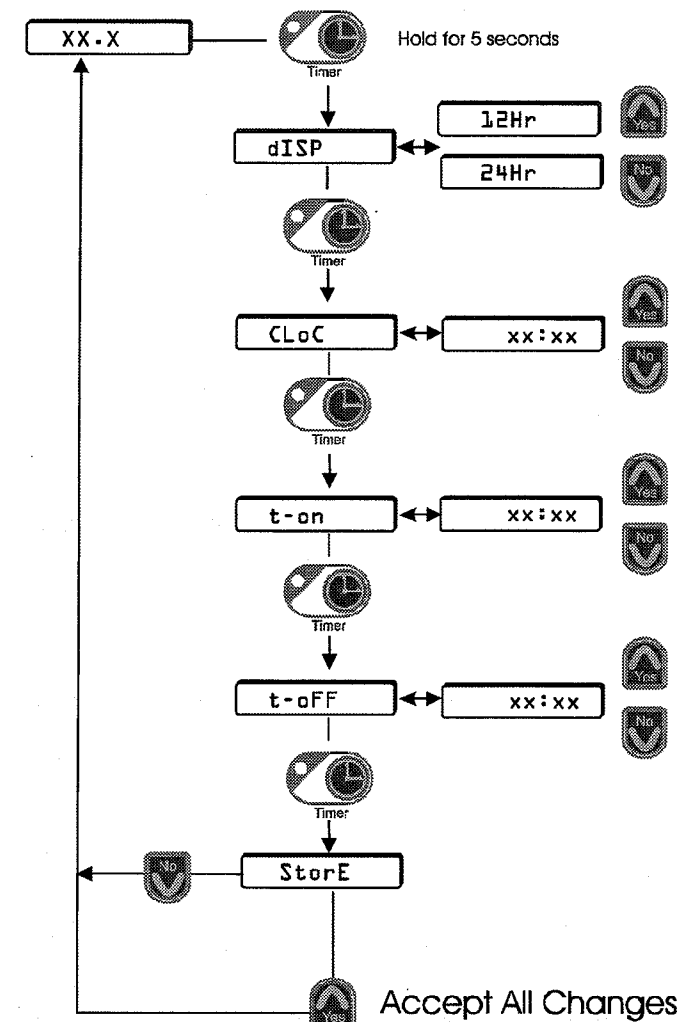 XX.X
Hold for 5 seconds
Timer
12Hr
Yes
dISP
24Hr
No
Timer
Yes
CLoC
xx:xx
No
Timer
Yes
t-on
xx:xx
No
Timer
Yes
t-oFF
xx:xx
No
Timer
StorE
No
Yes
Accept All Changes